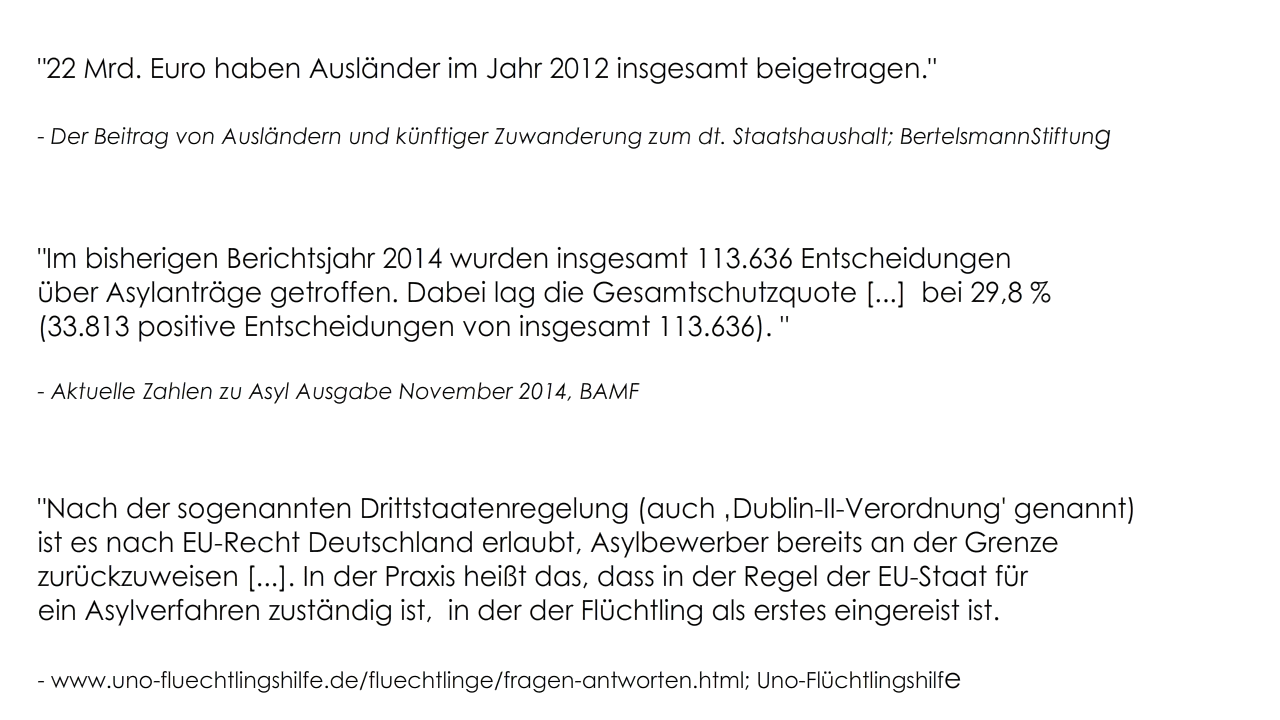 "22 Mrd. Euro haben Ausländer im Jahr 2012 insgesamt beigetragen."
- Der Beitrag von Ausländern und künftiger Zuwanderung zum dt. Staatshaushalt; BertelsmannStiftung
"Im bisherigen Berichtsjahr 2014 wurden insgesamt 113.636 Entscheidungen
über Asylanträge getroffen. Dabei lag die Gesamtschutzquote [...]  bei 29,8 %
(33.813 positive Entscheidungen von insgesamt 113.636). "
- Aktuelle Zahlen zu Asyl Ausgabe November 2014, BAMF
"Nach der sogenannten Drittstaatenregelung (auch ‚Dublin-II-Verordnung' genannt)
ist es nach EU-Recht Deutschland erlaubt, Asylbewerber bereits an der Grenze
zurückzuweisen [...]. In der Praxis heißt das, dass in der Regel der EU-Staat für
ein Asylverfahren zuständig ist,  in der der Flüchtling als erstes eingereist ist.
- www.uno-fluechtlingshilfe.de/fluechtlinge/fragen-antworten.html; Uno-Flüchtlingshilfe